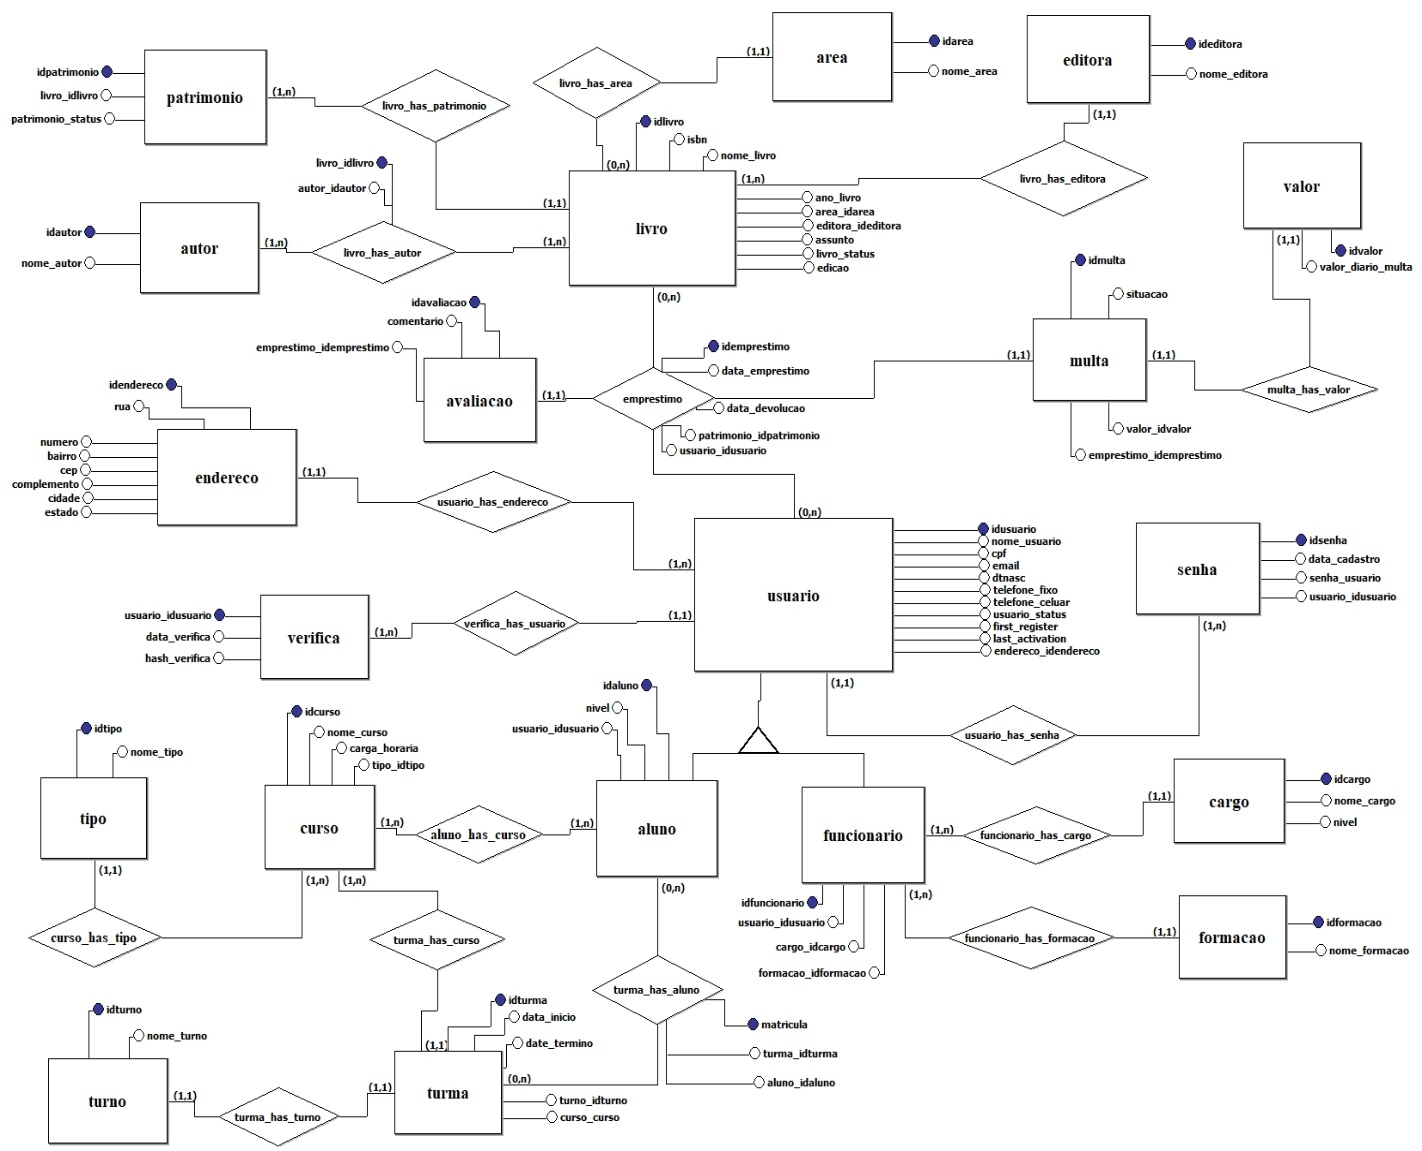 area
(1,1)
idarea
nome_area
editora
ideditora
nome_editora
(1,1)
patrimonio
idpatrimonio
livro_idlivro
patrimonio_status
(1,n)
livro_has_patrimonio
livro_has_area
idlivro
isbn
nome_livro
(0,n)
livro_idlivro
autor_idautor
livro_has_editora
(1,n)
valor
(1,1)
idvalor
valor_diario_multa
livro
(1,1)
(1,n)
ano_livro
area_idarea
editora_ideditora
assunto
livro_status
edicao
(0,n)
autor
idautor
nome_autor
(1,n)
livro_has_autor
idmulta
situacao
multa
(1,1)
(1,1)
multa_has_valor
valor_idvalor
emprestimo_idemprestimo
idavaliacao
comentario
emprestimo_idemprestimo
avaliacao
(1,1)
emprestimo
idemprestimo
data_emprestimo
data_devolucao
patrimonio_idpatrimonio
usuario_idusuario
idendereco
rua
numero
bairro
cep
complemento
cidade
estado
endereco
(1,1)
usuario_has_endereco
(0,n)
(1,n)
usuario
idusuario
nome_usuario
cpf
email
dtnasc
telefone_fixo
telefone_celuar
usuario_status
first_register
last_activation
endereco_idendereco
(1,1)
(1,1)
senha
idsenha
data_cadastro
senha_usuario
usuario_idusuario
(1,n)
usuario_idusuario
data_verifica
hash_verifica
verifica
(1,n)
verifica_has_usuario
usuario_has_senha
idtipo
nome_tipo
tipo
(1,1)
curso_has_tipo
idcurso
nome_curso
carga_horaria
tipo_idtipo
curso
(1,n)
(1,n)
(1,n)
aluno_has_curso
idaluno
nivel
usuario_idusuario
(1,n)
aluno
(0,n)
funcionario
(1,n)
(1,n)
idfuncionario
usuario_idusuario
cargo_idcargo
formacao_idformacao
funcionario_has_cargo
(1,1)
cargo
idcargo
nome_cargo
nivel
funcionario_has_formacao
(1,1)
formacao
idformacao
nome_formacao
turma_has_curso
turma_has_aluno
matricula
turma_idturma
aluno_idaluno
idturno
nome_turno
turno
(1,1)
turma_has_turno
(1,1)
(1,1)
idturma
data_inicio
date_termino
turma
(0,n)
turno_idturno
curso_curso